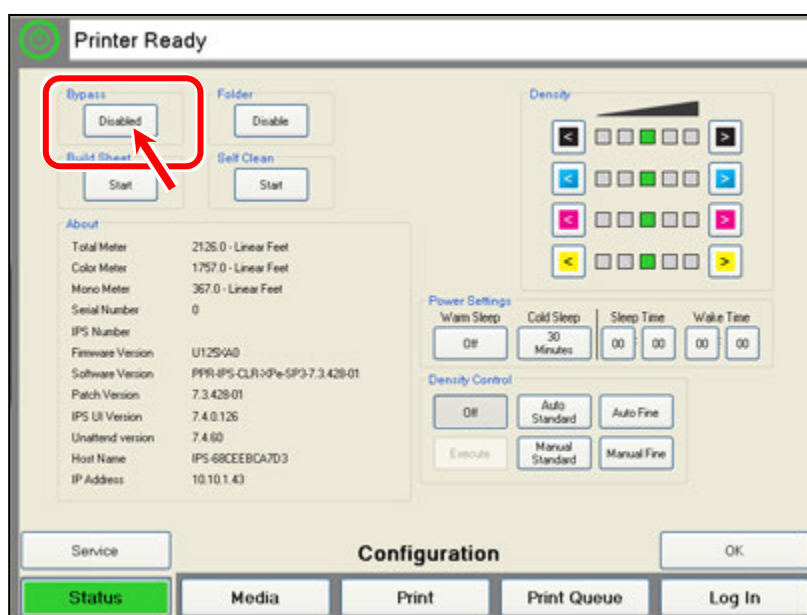 Printer Ready
Bypass
Folder
Density
Disabled
Disable
<
>
Build Sheet
Self Clean
Start
Start
<
>
About
<
>
Total Meter 2126.0 - Linear Feet
Color Meter 1757.0 - Linear Feet
<
>
Mono Meter 367.0 - Linear Feet
Serial Number 0
IPS Number
Firmware Version U125XA0
Software Version PPR-IPS-CLR-XPe-SP3-7.3.428-01
Patch Version 7.3.428-01
IPS UI Version 7.4.0.126
Unattend version 7.4.60
Host Name IPS-68CEEBCA7D3
IP Address 10.10.1.43
Power Settings
Warm Sleep Cold Sleep Sleep Time Wake Time
Off
30
Minutes
00 : 00
00 : 00
Density Control
Off
Auto
Standard
Auto Fine
Execute
Manual
Standard
Manual Fine
Service
Configuration
OK
Status
Media
Print
Print Queue
Log In